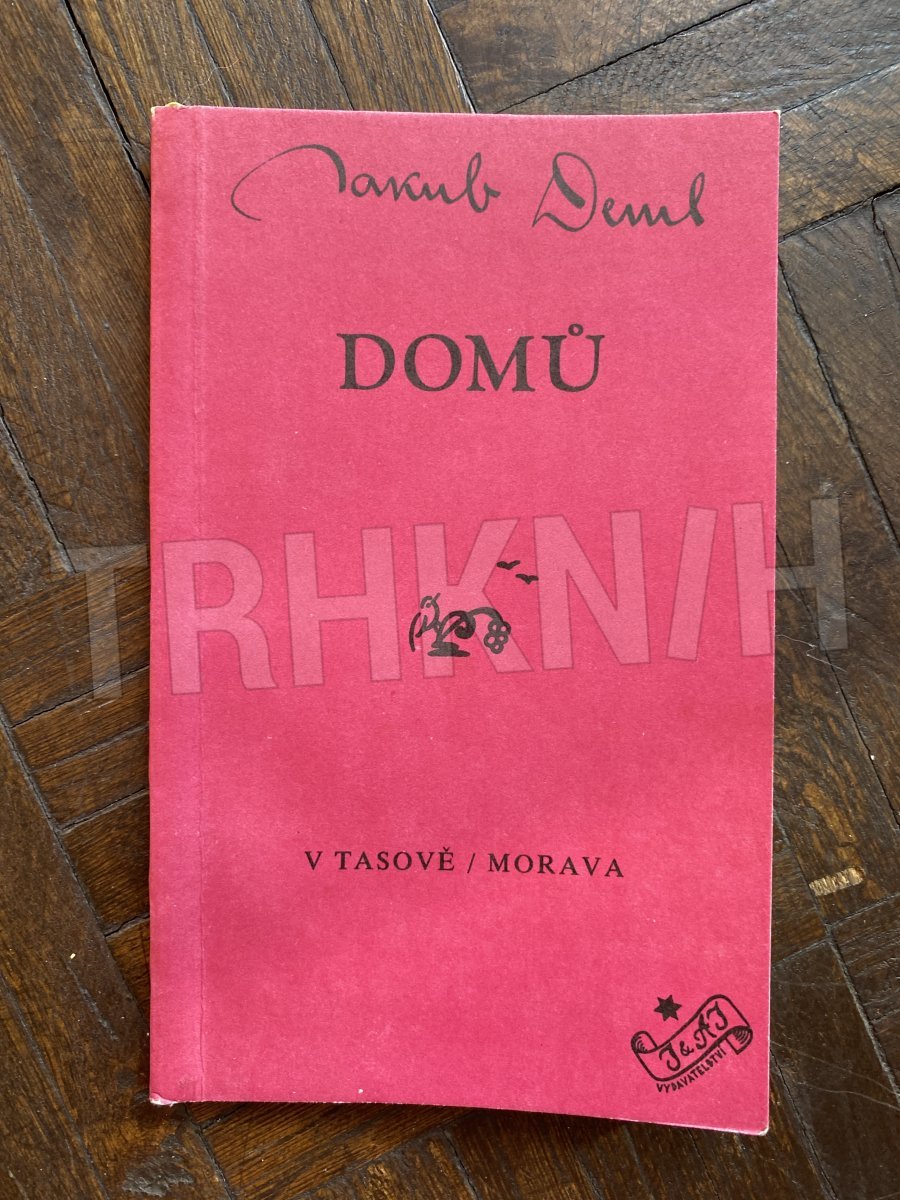 Jakub Deml
DOMŮ
TRHKNIH
V TASOVĚ / MORAVA
J & AJ
VYDAVATELSTVÍ